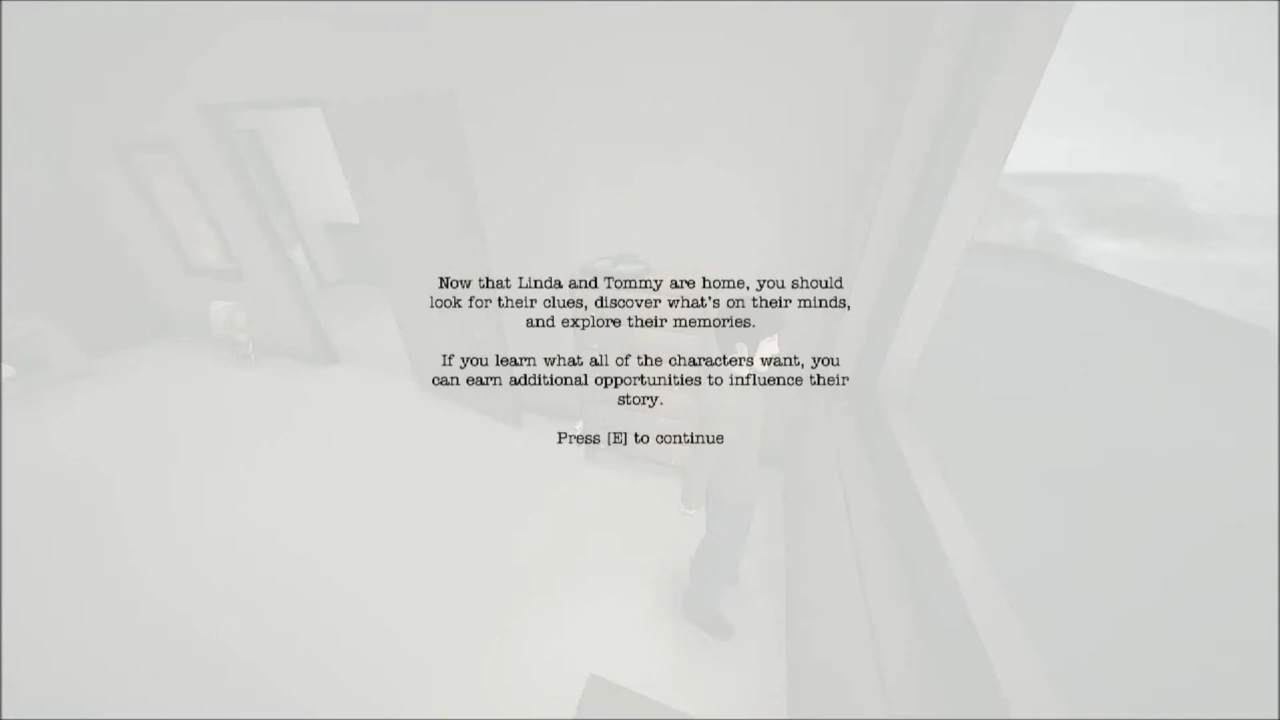 Now that Linda and Tommy are home, you should
look for their clues, discover what's on their minds,
and explore their memories.
If you learn what all of the characters want, you
can earn additional opportunities to influence their
story.
Press [E] to continue